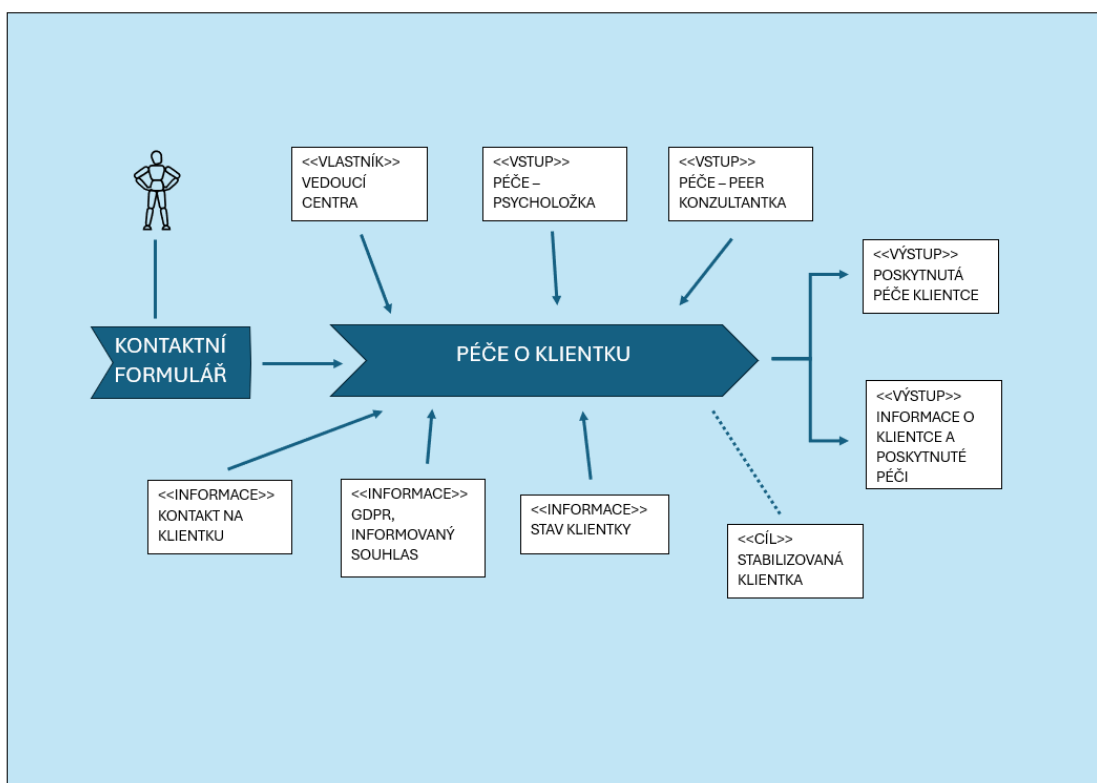 <<VLASTNÍK>>
VEDOUCÍ
CENTRA
<<VSTUP>>
PÉČE –
PSYCHOLOŽKA
<<VSTUP>>
PÉČE – PEER
KONZULTANTKA
<<VÝSTUP>>
POSKYTNUTÁ
PÉČE KLIENTCE
KONTAKTNÍ
FORMULÁŘ
PÉČE O KLIENTKU
<<VÝSTUP>>
INFORMACE O
KLIENTCE A
POSKYTNUTÉ
PÉČI
<<INFORMACE>>
KONTAKT NA
KLIENTKU
<<INFORMACE>>
GDPR,
INFORMOVANÝ
SOUHLAS
<<INFORMACE>>
STAV KLIENTKY
<<CÍL>>
STABILIZOVANÁ
KLIENTKA